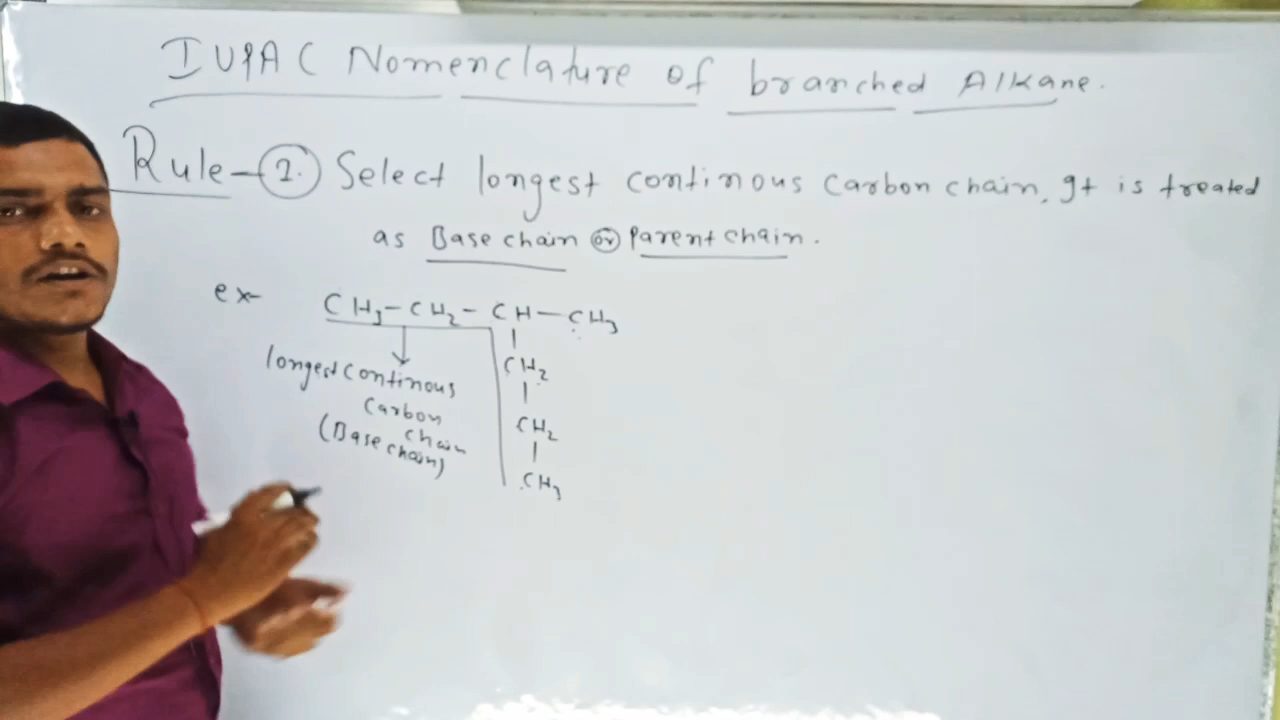 IUPAC Nomenclature of branched Alkane.
Rule-(1.) Select longest continous carbon chain, It is treated
as Base chain or Parent chain.
ex- CH3-CH2-CH-CH3
|
CH2
|
CH2
|
CH3
longest continous
carbon
chain
(Base chain)